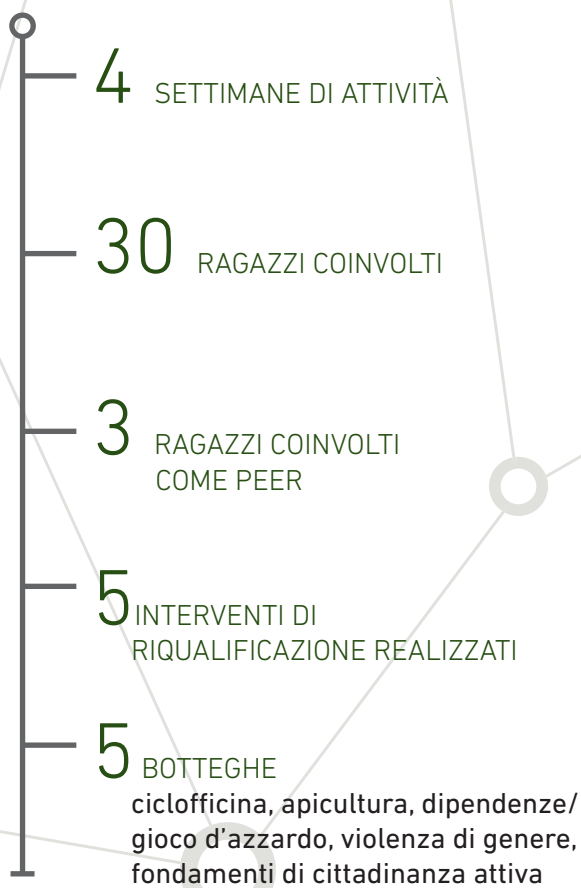 4 SETTIMANE DI ATTIVITÀ
30 RAGAZZI COINVOLTI
3 RAGAZZI COINVOLTI
COME PEER
5 INTERVENTI DI
RIQUALIFICAZIONE REALIZZATI
5 BOTTEGHE
ciclofficina, apicultura, dipendenze/
gioco d'azzardo, violenza di genere,
fondamenti di cittadinanza attiva